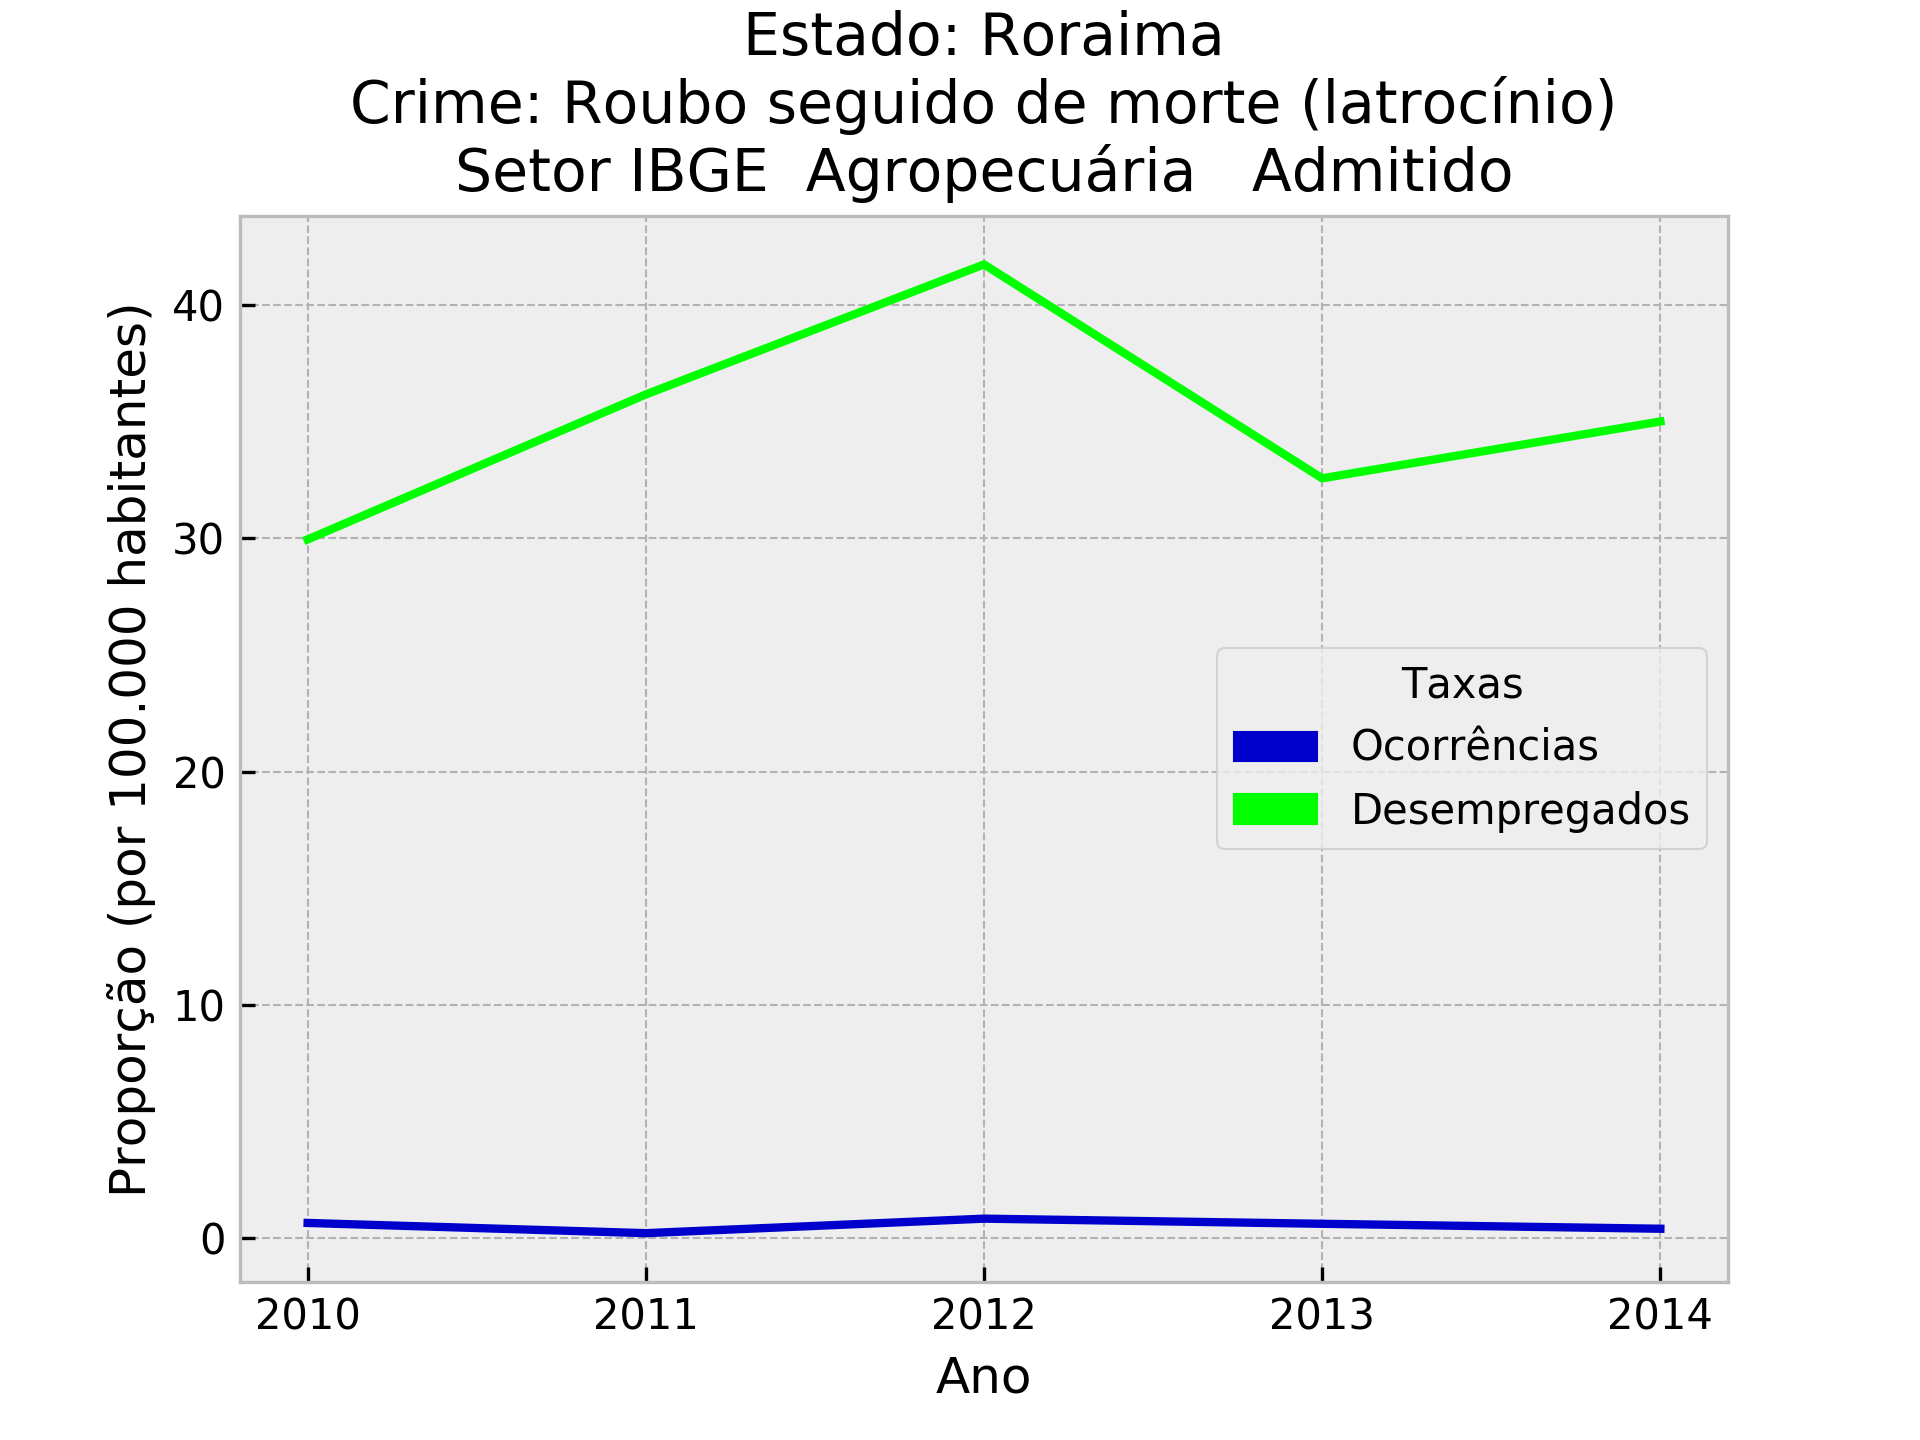 Estado: Roraima
Crime: Roubo seguido de morte (latrocínio)
Setor IBGE  Agropecuária   Admitido
Proporção (por 100.000 habitantes)
40
30
20
10
0
Taxas
Ocorrências
Desempregados
2010 2011 2012 2013 2014
Ano